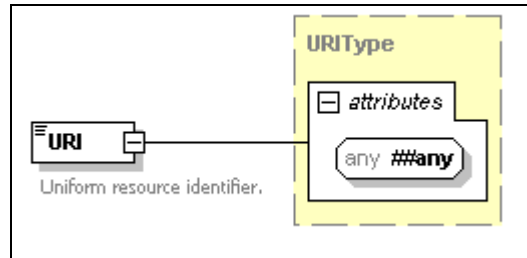 URIType
attributes
URI
any ##any
Uniform resource identifier.